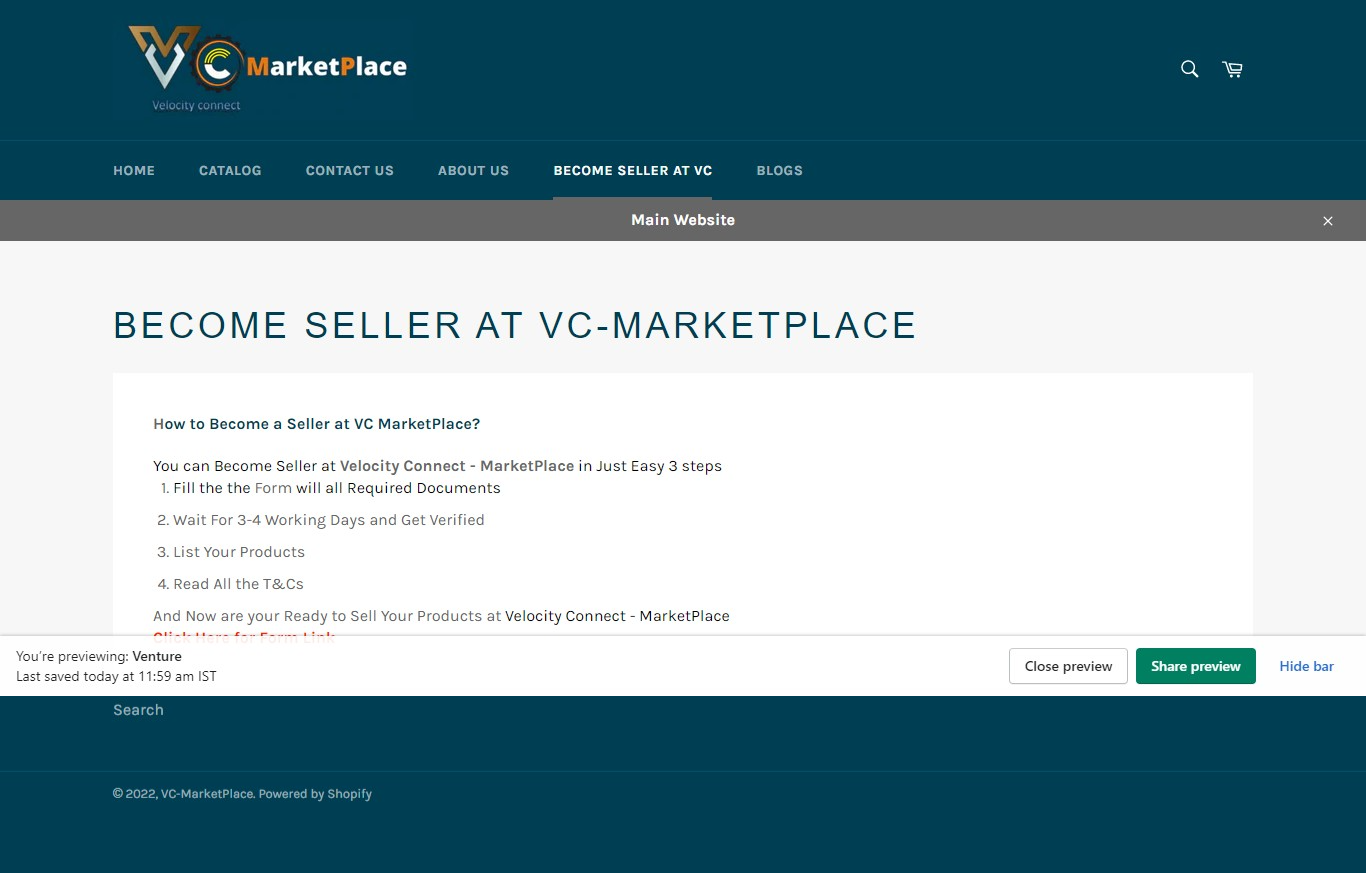 MarketPlace
Velocity connect
HOME CATALOG CONTACT US ABOUT US BECOME SELLER AT VC BLOGS
Main Website ×
BECOME SELLER AT VC-MARKETPLACE
How to Become a Seller at VC MarketPlace?
You can Become Seller at Velocity Connect - MarketPlace in Just Easy 3 steps
1. Fill the the Form will all Required Documents
2. Wait For 3-4 Working Days and Get Verified
3. List Your Products
4. Read All the T&Cs
And Now are your Ready to Sell Your Products at Velocity Connect - MarketPlace
Click Here for Form Link
You're previewing: Venture
Last saved today at 11:59 am IST
Close preview Share preview Hide bar
Search
© 2022, VC-MarketPlace. Powered by Shopify